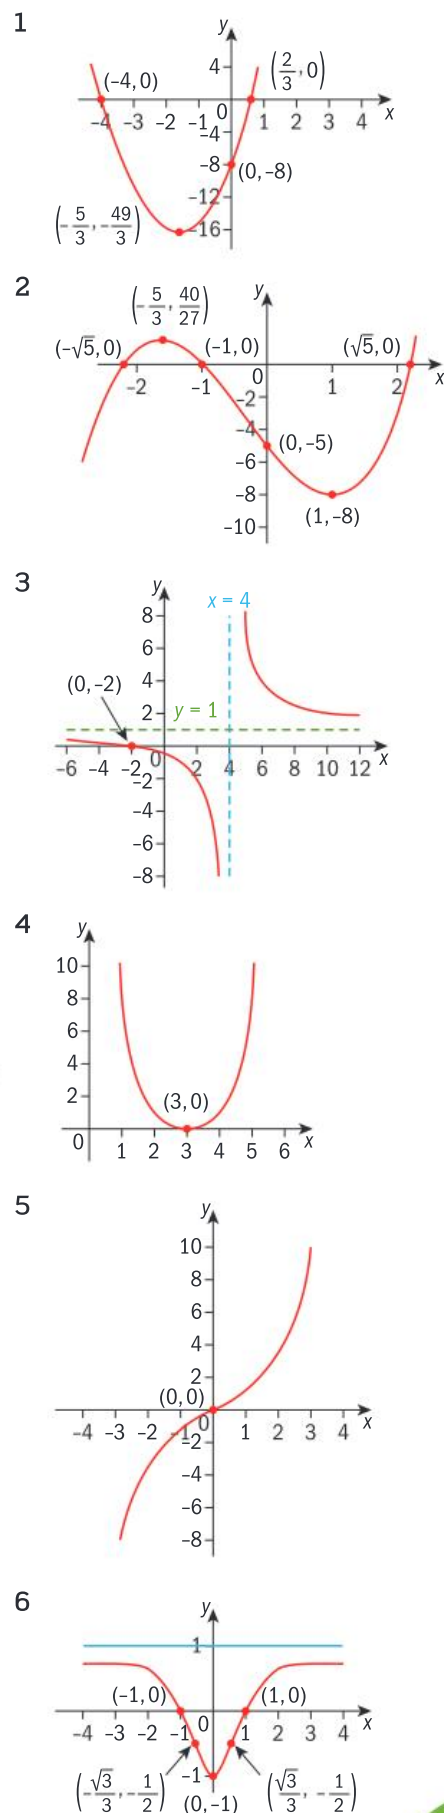 1
y
4
(-4, 0)
(2/3, 0)
-4 -3 -2 -1 0 1 2 3 4 x
-4
-8
(0, -8)
-12
(-5/3, -49/3)
-16
2
y
(-5/3, 40/27)
(-√5, 0) (-1, 0) (√5, 0)
-2 -1 0 1 2 x
-2
-4
(0, -5)
-6
-8
(1, -8)
-10
3
y
x = 4
8
6
(0, -2)
4
2
y = 1
-6 -4 -2 0 2 4 6 8 10 12 x
-2
-4
-6
-8
4
y
10
8
6
4
2
(3, 0)
0 1 2 3 4 5 6 x
5
y
10
8
6
4
2
(0, 0)
-4 -3 -2 -1 0 1 2 3 4 x
-2
-4
-6
-8
6
y
1
(-1, 0) (1, 0)
-4 -3 -2 -1 0 1 2 3 4 x
(-√3/3, -1/2) -1 (√3/3, -1/2)
(0, -1)